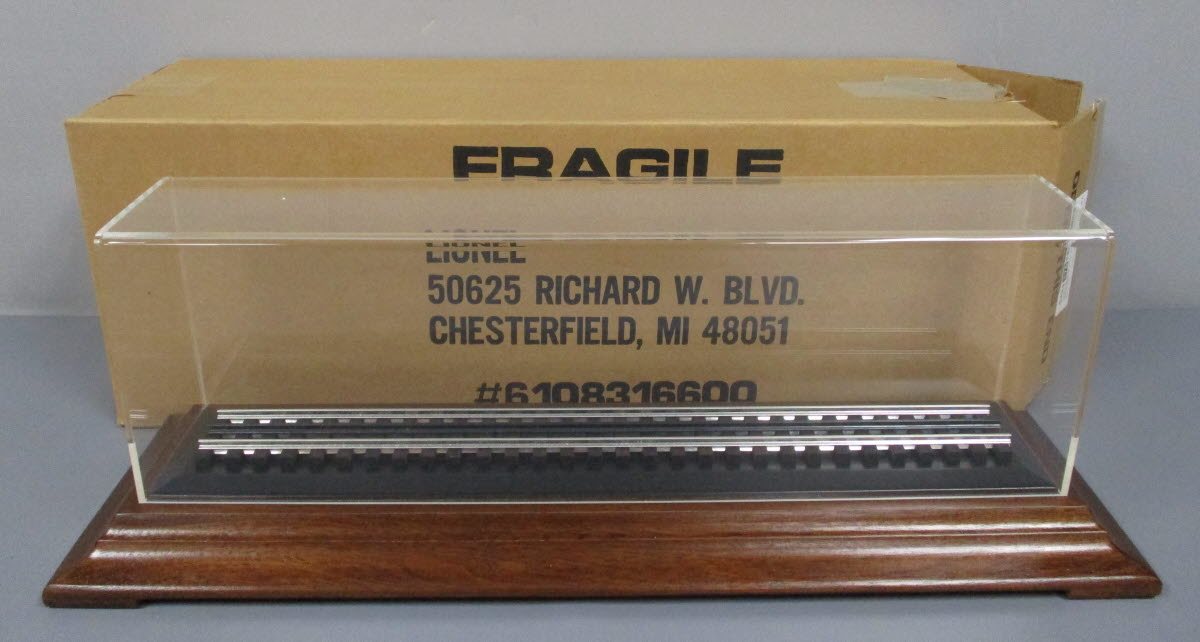 FRAGILE
LIONEL
50625 RICHARD W. BLVD.
CHESTERFIELD, MI 48051
#6108316600